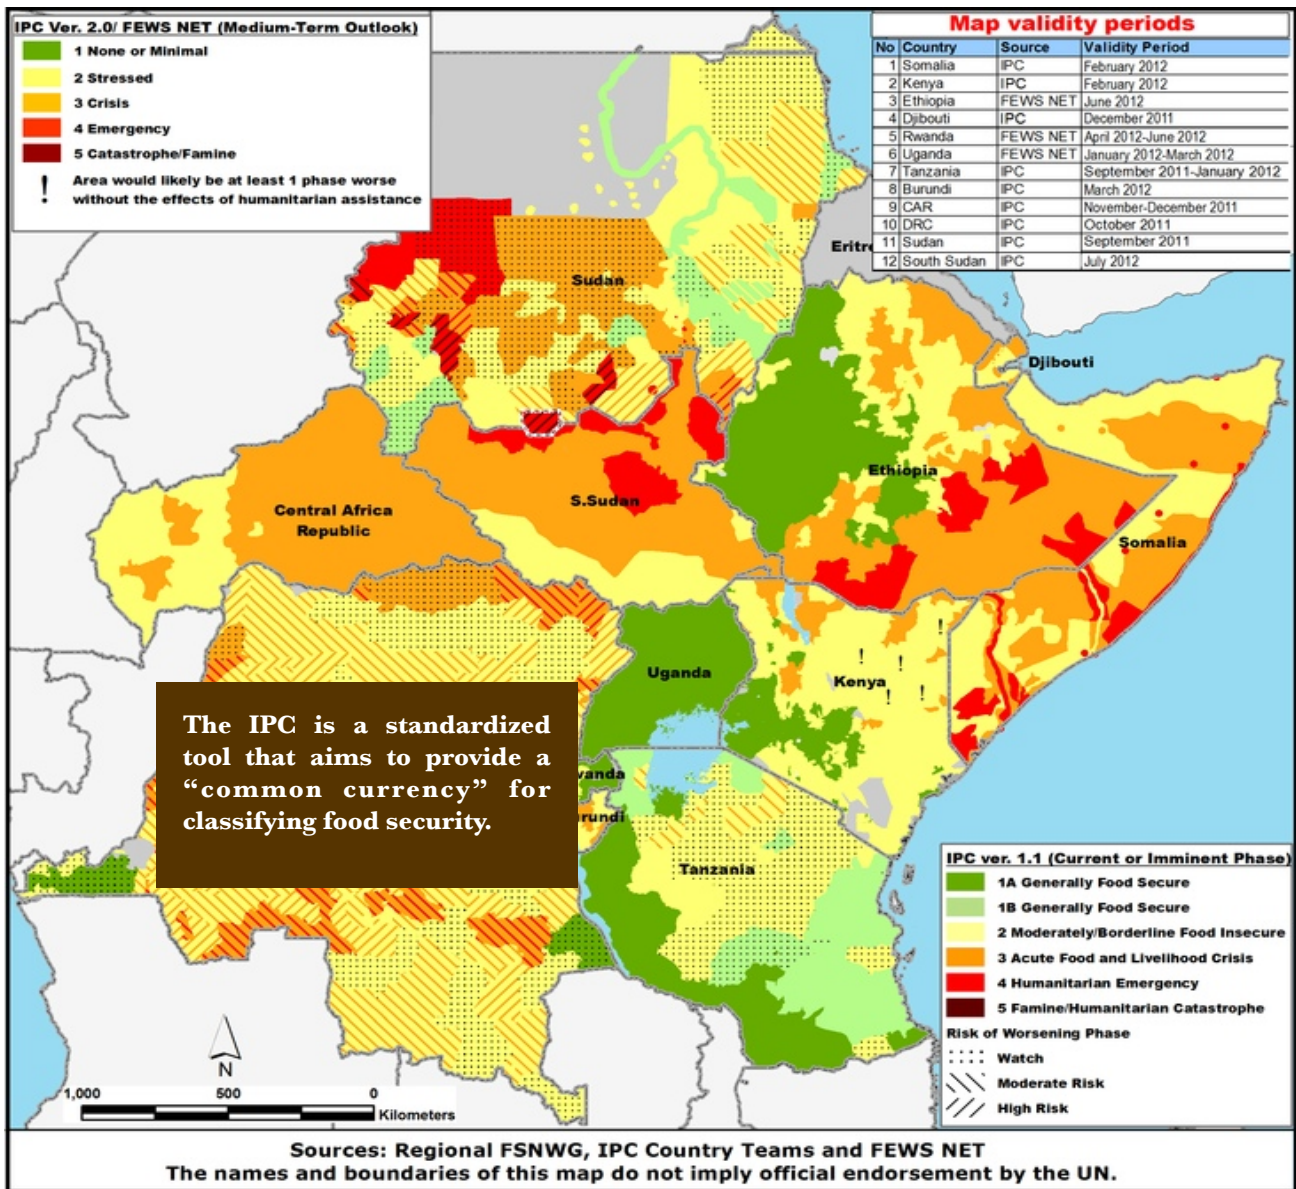 IPC Ver. 2.0/ FEWS NET (Medium-Term Outlook)
1 None or Minimal
2 Stressed
3 Crisis
4 Emergency
5 Catastrophe/Famine
! Area would likely be at least 1 phase worse
without the effects of humanitarian assistance
Map validity periods
No Country Source Validity Period
1 Somalia IPC February 2012
2 Kenya IPC February 2012
3 Ethiopia FEWS NET June 2012
4 Djibouti IPC December 2011
5 Rwanda FEWS NET April 2012-June 2012
6 Uganda FEWS NET January 2012-March 2012
7 Tanzania IPC September 2011-January 2012
8 Burundi IPC March 2012
9 CAR IPC November-December 2011
10 DRC IPC October 2011
11 Sudan IPC September 2011
12 South Sudan IPC July 2012
Eritre
Sudan
Djibouti
Ethiopia
S.Sudan
Central Africa
Republic
Somalia
Uganda
Kenya
! ! ! ! !
The IPC is a standardized
tool that aims to provide a
“common currency” for
classifying food security.
wanda
rundi
Tanzania
IPC ver. 1.1 (Current or Imminent Phase)
1A Generally Food Secure
1B Generally Food Secure
2 Moderately/Borderline Food Insecure
3 Acute Food and Livelihood Crisis
4 Humanitarian Emergency
5 Famine/Humanitarian Catastrophe
Risk of Worsening Phase
Watch
Moderate Risk
High Risk
N
1,000 500 0
Kilometers
Sources: Regional FSNWG, IPC Country Teams and FEWS NET
The names and boundaries of this map do not imply official endorsement by the UN.